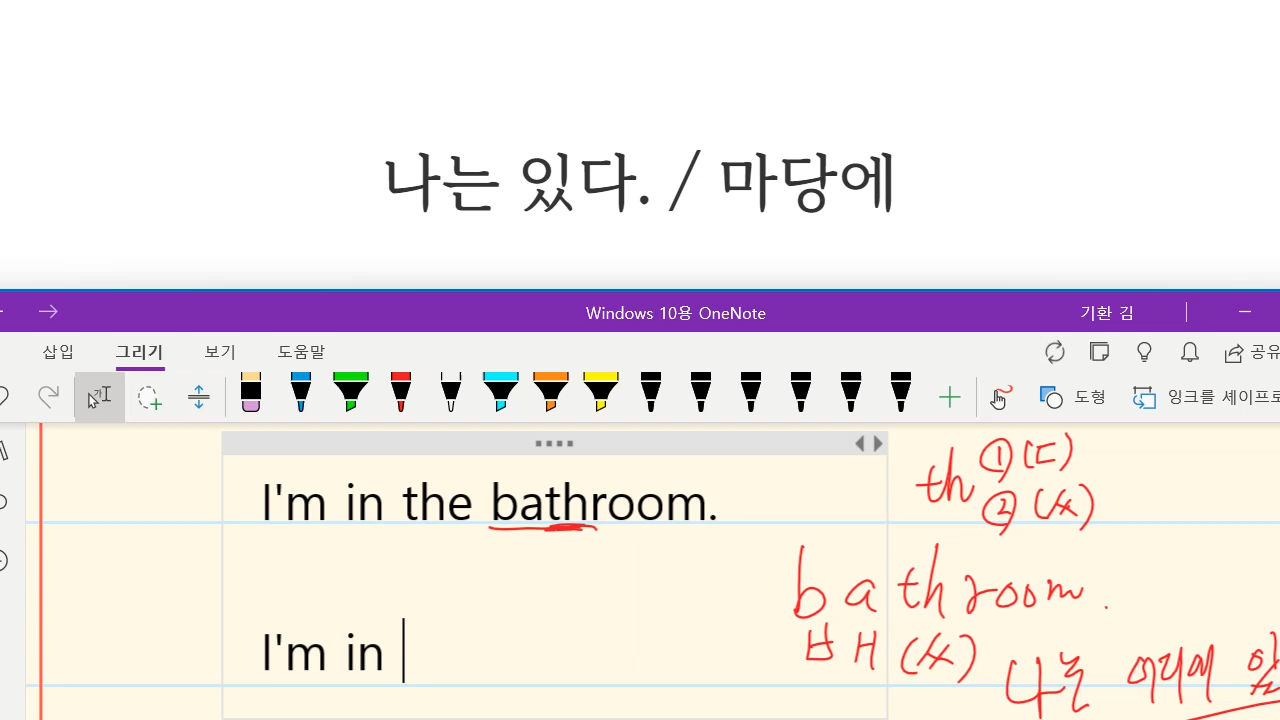 나는 있다. / 마당에
Windows 10용 OneNote
기환 김
삽입 그리기 보기 도움말
공유
도형
잉크를 셰이프로
I'm in the bathroom.
th ①(ㄷ)
②(ㅆ)
bathroom.
ㅂㅐ(ㅆ)
I'm in
나는 어디에